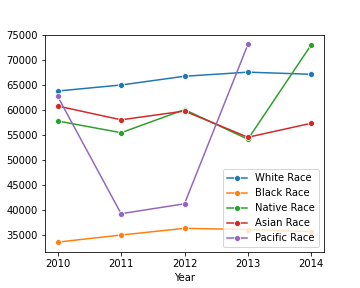 75000
70000
65000
60000
55000
50000
45000
40000
35000
White Race
Black Race
Native Race
Asian Race
Pacific Race
2010 2011 2012 2013 2014
Year